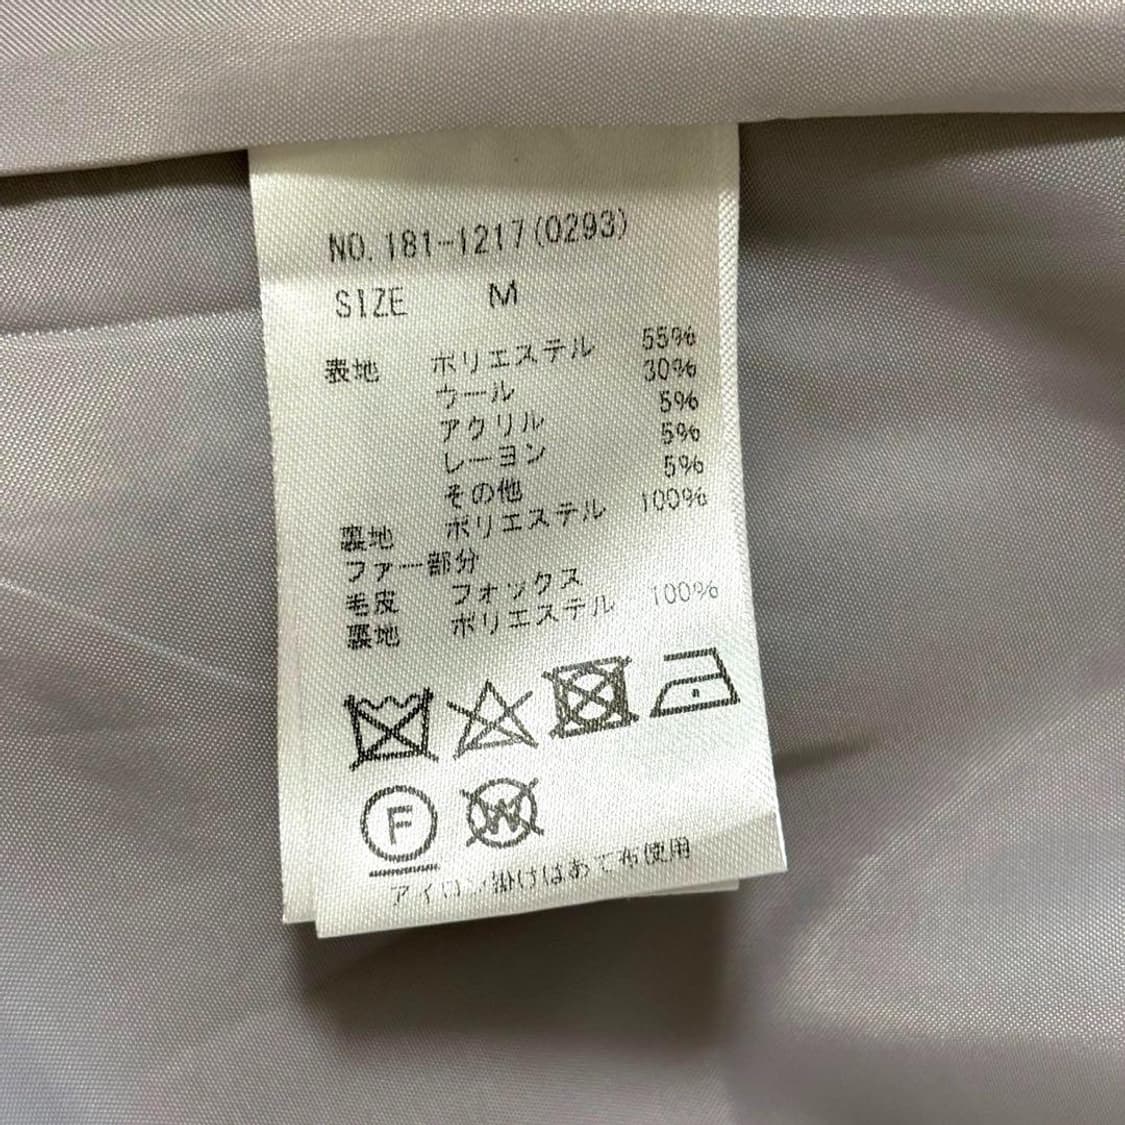 NO.181-1217(0293)
SIZE M
表地 ポリエステル 55%
ウール 30%
アクリル 5%
レーヨン 5%
その他 5%
裏地 ポリエステル 100%
ファー部分
毛皮 フォックス
裏地 ポリエステル 100%
F W
アイロン掛けはあて布使用